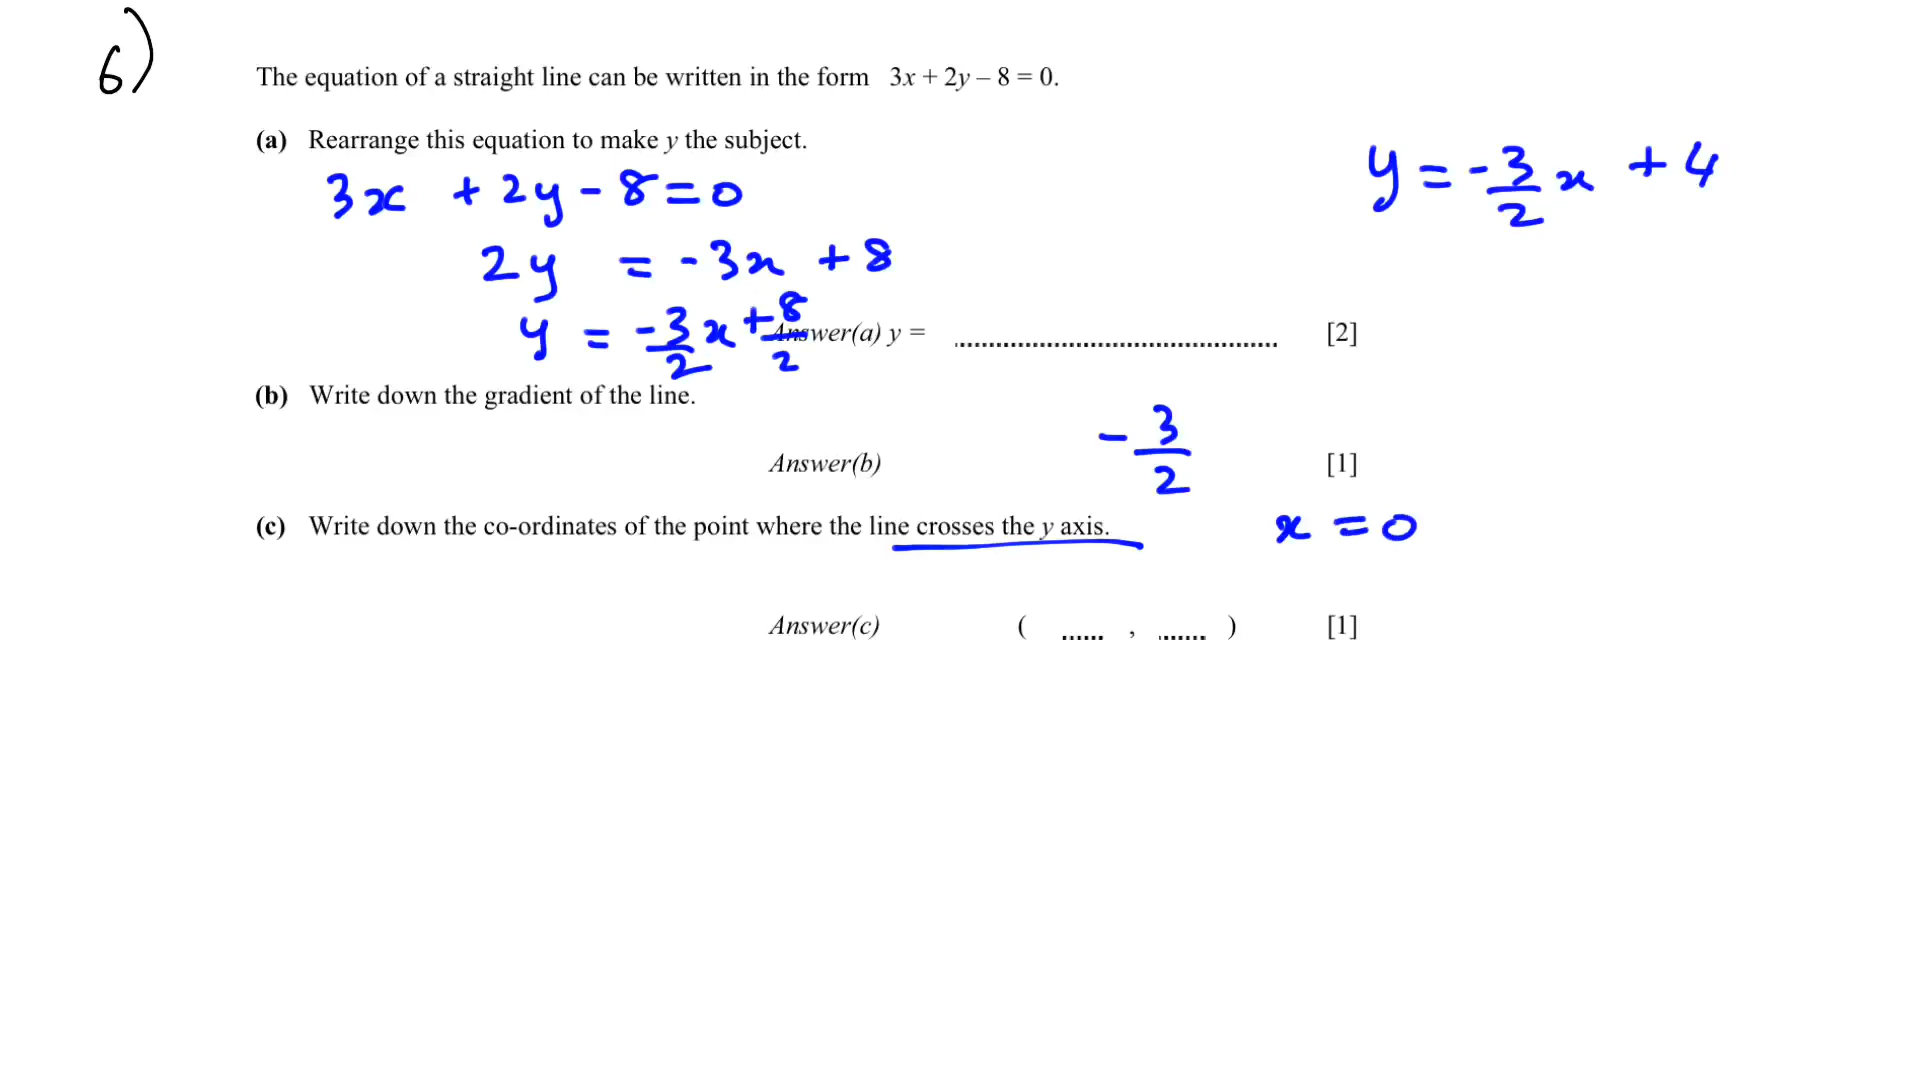 6)
The equation of a straight line can be written in the form 3x + 2y – 8 = 0.
(a) Rearrange this equation to make y the subject.
y = -3/2 x + 4
3x + 2y - 8 = 0
2y = -3x + 8
y = -3/2 x + 8/2
Answer(a) y = ................................................ [2]
(b) Write down the gradient of the line.
-3/2
Answer(b) [1]
(c) Write down the co-ordinates of the point where the line crosses the y axis.
x = 0
Answer(c) ( ...... , ....... ) [1]